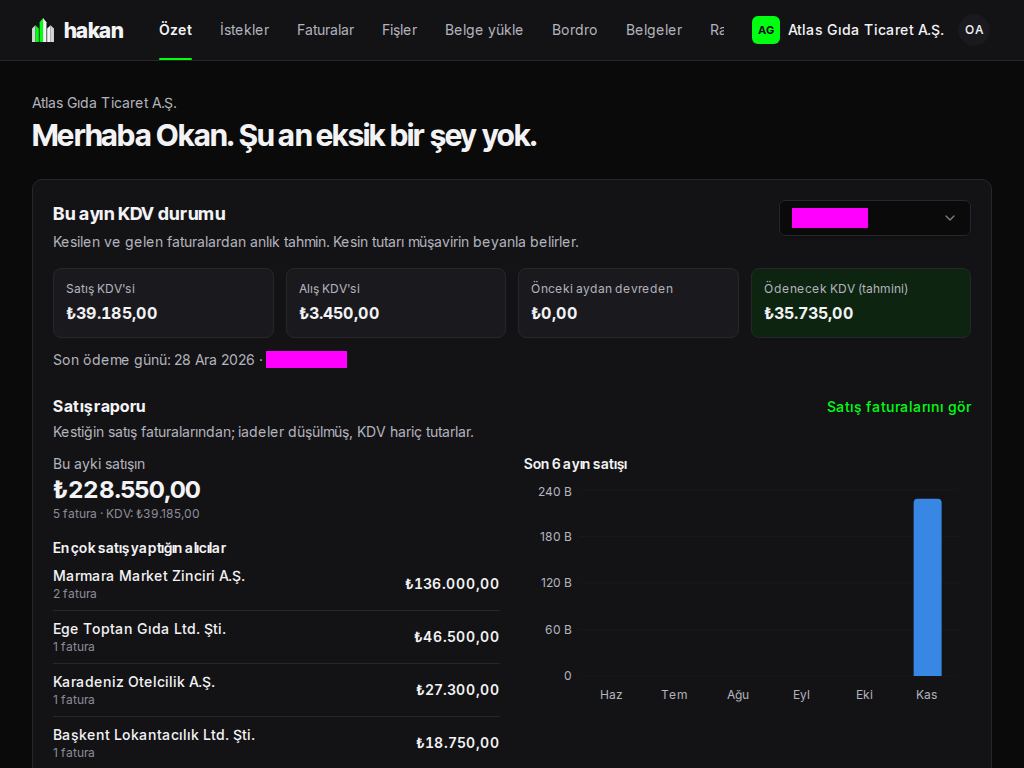 hakan
Özet
İstekler
Faturalar
Fişler
Belge yükle
Bordro
Belgeler
AG
Atlas Gıda Ticaret A.Ş.
OA
Atlas Gıda Ticaret A.Ş.
Merhaba Okan. Şu an eksik bir şey yok.
Bu ayın KDV durumu
Kesilen ve gelen faturalardan anlık tahmin. Kesin tutarı müşavirin beyanla belirler.
Satış KDV'si
₺39.185,00
Alış KDV'si
₺3.450,00
Önceki aydan devreden
₺0,00
Ödenecek KDV (tahmini)
₺35.735,00
Son ödeme günü: 28 Ara 2026 ·
Satış raporu
Satış faturalarını gör
Kestiğin satış faturalarından; iadeler düşülmüş, KDV hariç tutarlar.
Bu ayki satışın
₺228.550,00
5 fatura · KDV: ₺39.185,00
En çok satış yaptığın alıcılar
Marmara Market Zinciri A.Ş.
2 fatura
₺136.000,00
Ege Toptan Gıda Ltd. Şti.
1 fatura
₺46.500,00
Karadeniz Otelcilik A.Ş.
1 fatura
₺27.300,00
Başkent Lokantacılık Ltd. Şti.
1 fatura
₺18.750,00
Son 6 ayın satışı
240 B
180 B
120 B
60 B
0
Haz
Tem
Ağu
Eyl
Eki
Kas